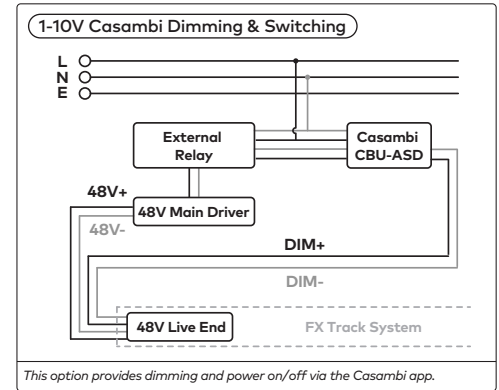 1-10V Casambi Dimming & Switching
L
N
E
External
Relay
Casambi
CBU-ASD
48V+
48V Main Driver
48V-
DIM+
DIM-
48V Live End
FX Track System
This option provides dimming and power on/off via the Casambi app.